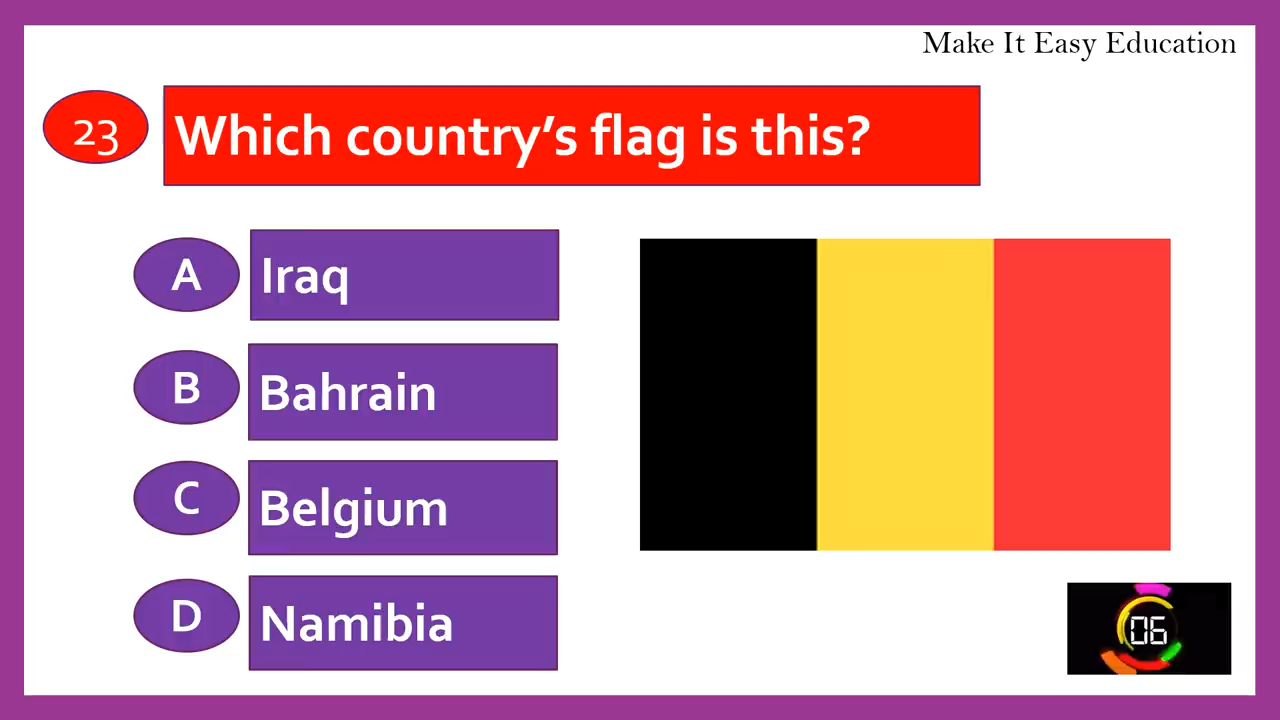 Make It Easy Education
23 Which country's flag is this?
A Iraq
B Bahrain
C Belgium
D Namibia
06